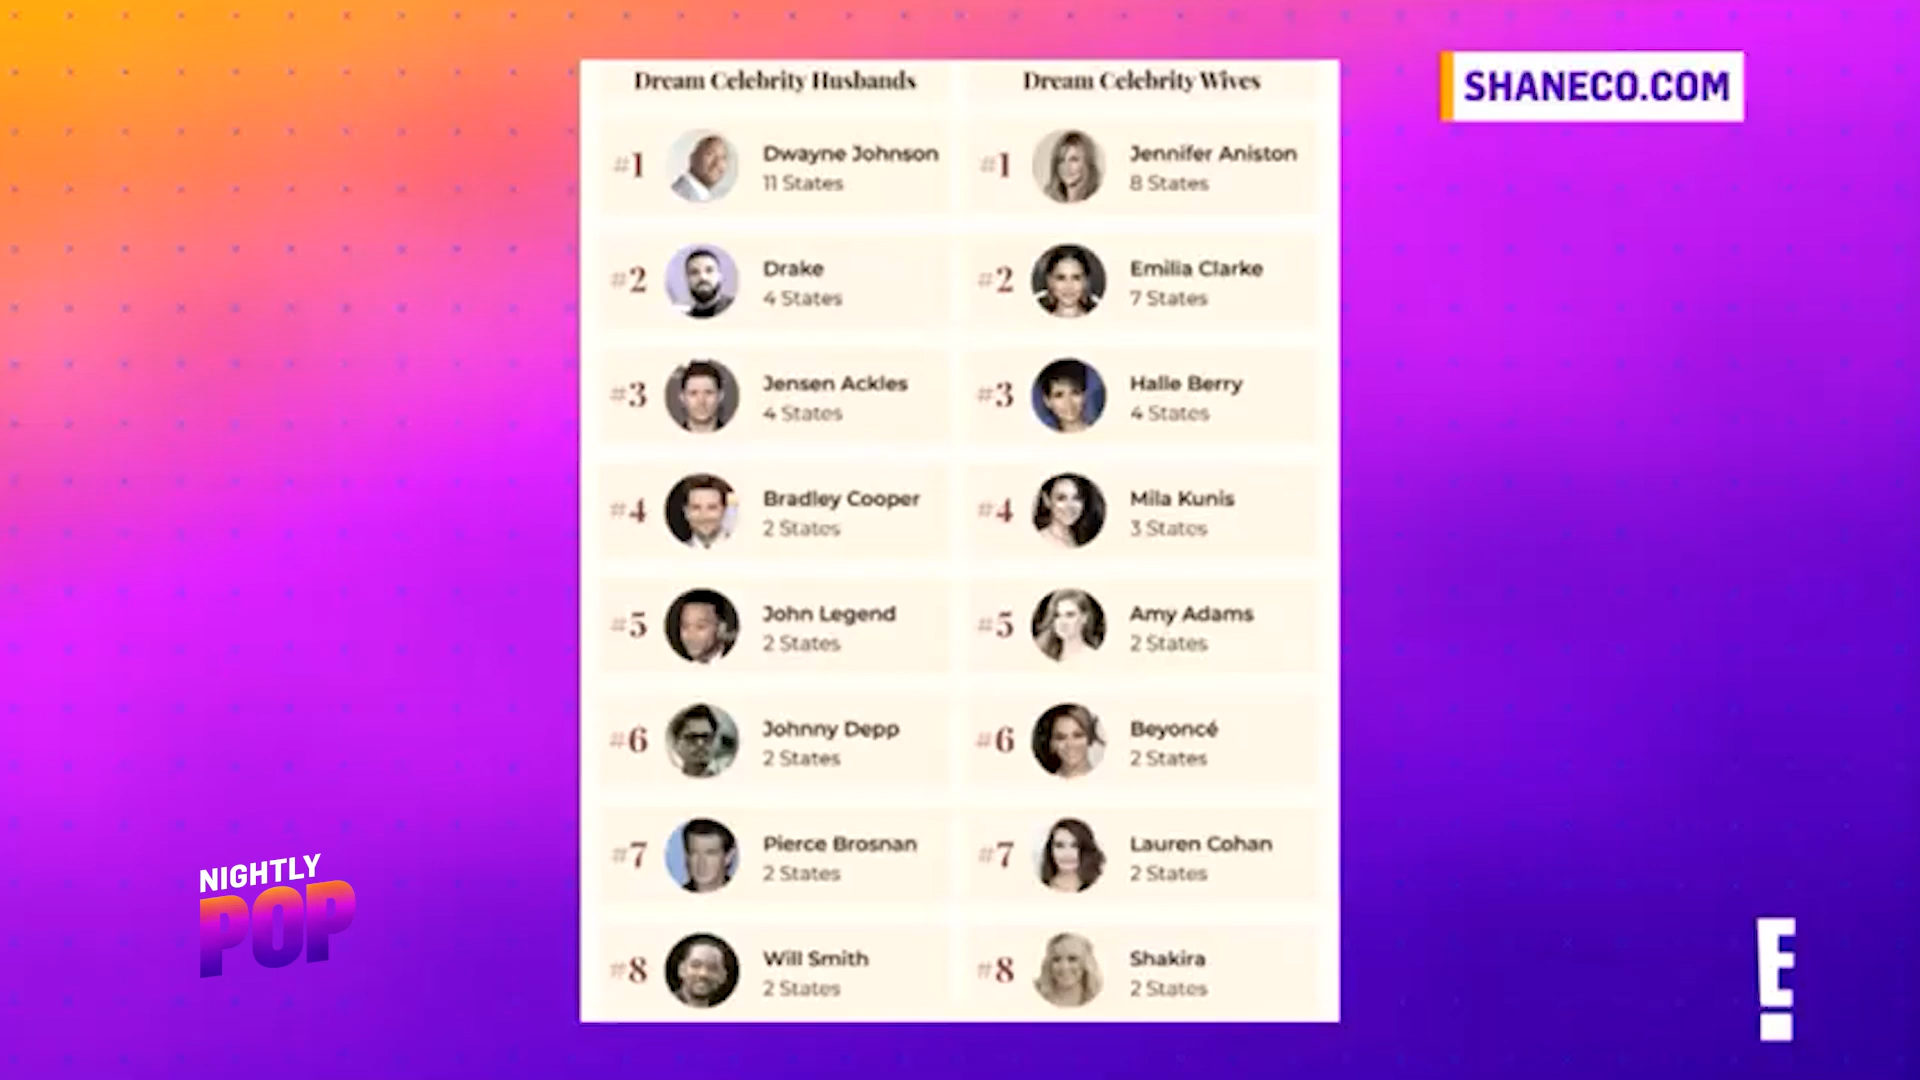 SHANECO.COM
Dream Celebrity Husbands
#1
Dwayne Johnson
11 States
#2
Drake
4 States
#3
Jensen Ackles
4 States
#4
Bradley Cooper
2 States
#5
John Legend
2 States
#6
Johnny Depp
2 States
#7
Pierce Brosnan
2 States
#8
Will Smith
2 States
Dream Celebrity Wives
#1
Jennifer Aniston
8 States
#2
Emilia Clarke
7 States
#3
Halle Berry
4 States
#4
Mila Kunis
3 States
#5
Amy Adams
2 States
#6
Beyoncé
2 States
#7
Lauren Cohan
2 States
#8
Shakira
2 States
NIGHTLY
POP
E!